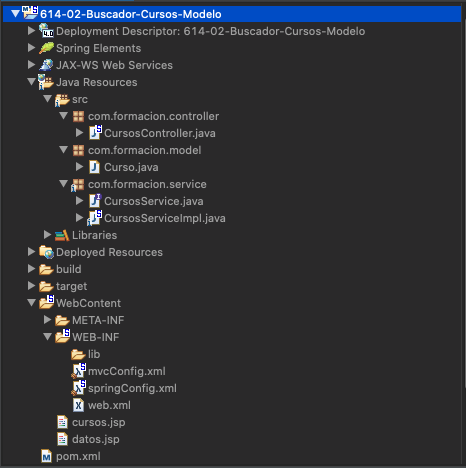 614-02-Buscador-Cursos-Modelo
Deployment Descriptor: 614-02-Buscador-Cursos-Modelo
Spring Elements
JAX-WS Web Services
Java Resources
src
com.formacion.controller
CursosController.java
com.formacion.model
Curso.java
com.formacion.service
CursosService.java
CursosServiceImpl.java
Libraries
Deployed Resources
build
target
WebContent
META-INF
WEB-INF
lib
mvcConfig.xml
springConfig.xml
web.xml
cursos.jsp
datos.jsp
pom.xml